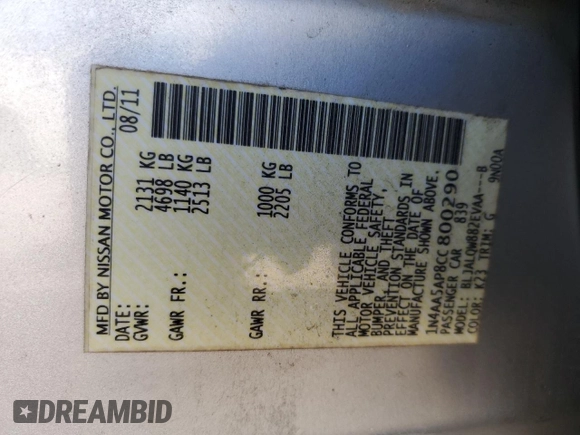 MFD BY NISSAN MOTOR CO., LTD.
DATE: 08/11
GVWR: 2131 KG
4698 LB
GAWR FR.: 1140 KG
2513 LB
GAWR RR.: 1000 KG
2205 LB
THIS VEHICLE CONFORMS TO
ALL APPLICABLE FEDERAL
MOTOR VEHICLE SAFETY,
BUMPER, AND THEFT
PREVENTION STANDARDS IN
EFFECT ON THE DATE OF
MANUFACTURE SHOWN ABOVE.
1N4AA5AP8CC800290
PASSENGER CAR 839
MODEL: BLJALQWB82EVAA----8
COLOR: K23 TRIM: G 9N00A
DREAMBID